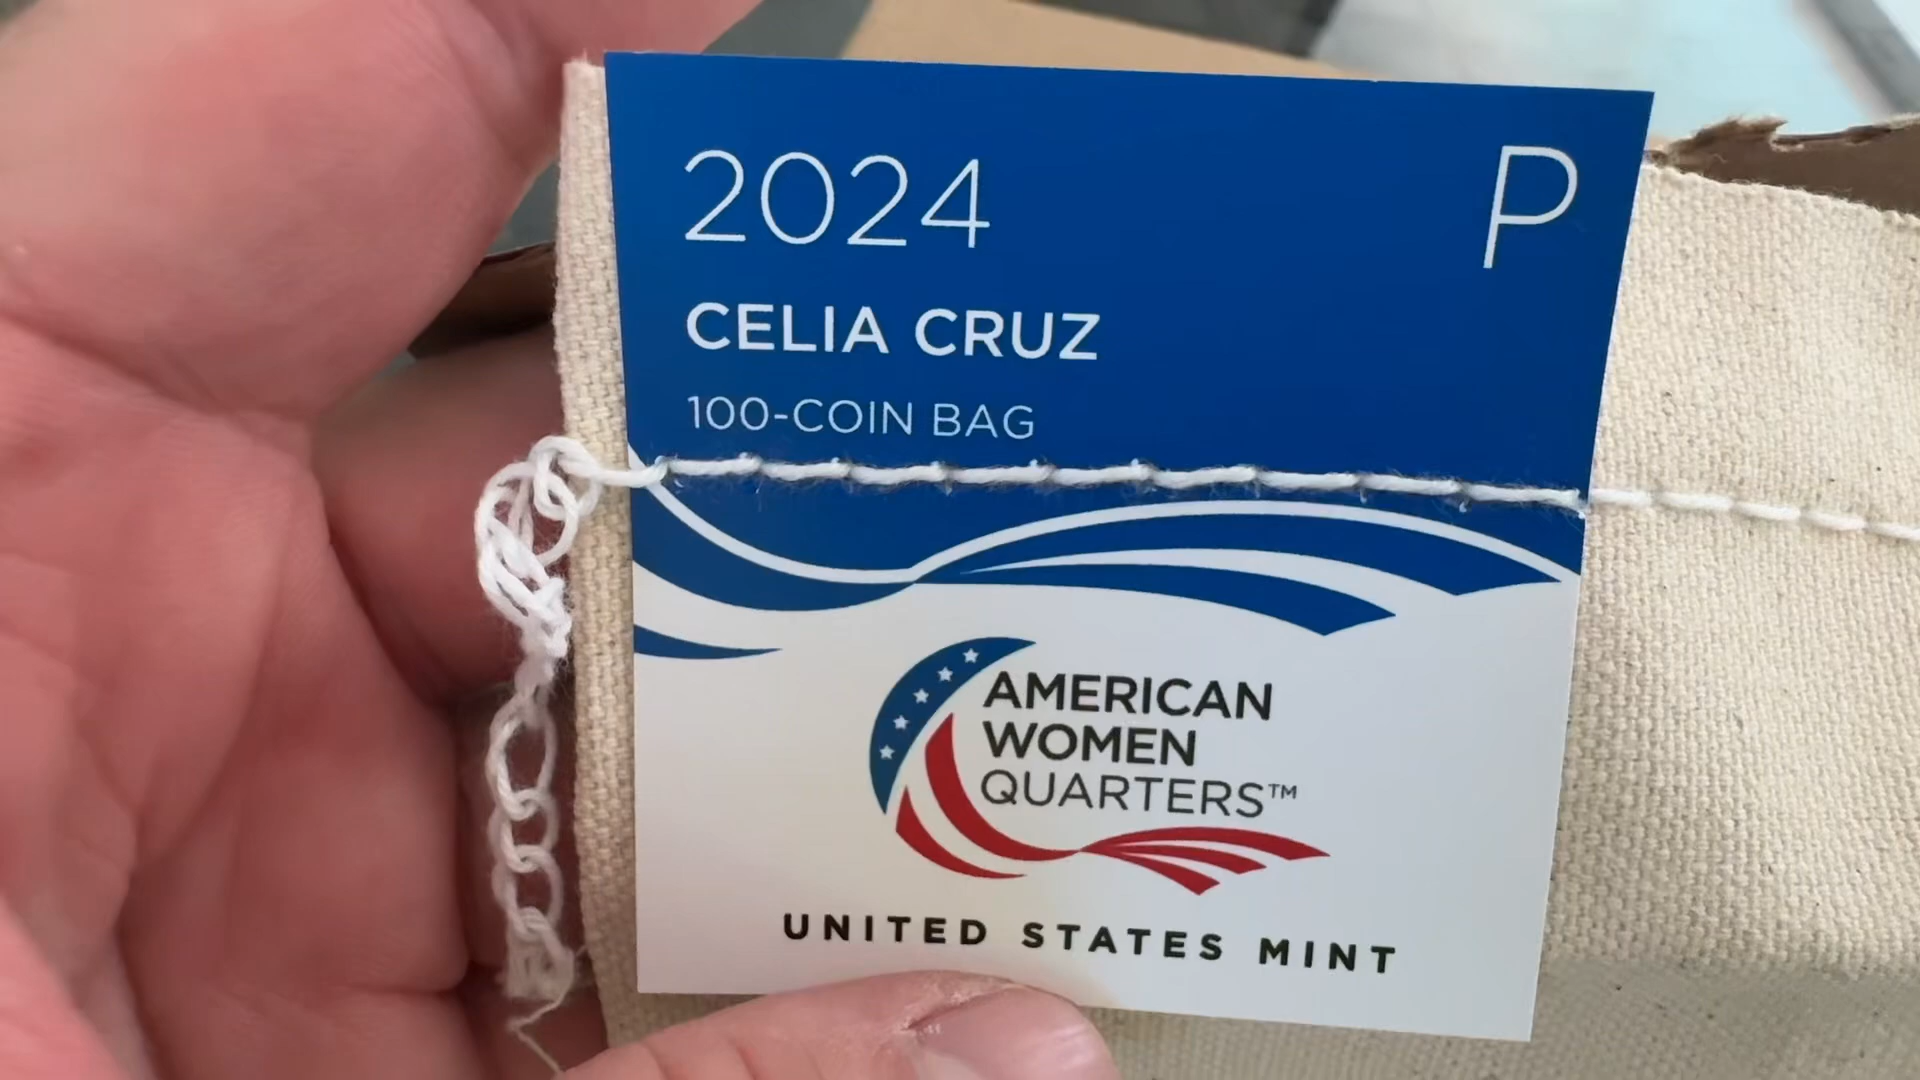 2024
P
CELIA CRUZ
100-COIN BAG
AMERICAN
WOMEN
QUARTERS™
UNITED STATES MINT